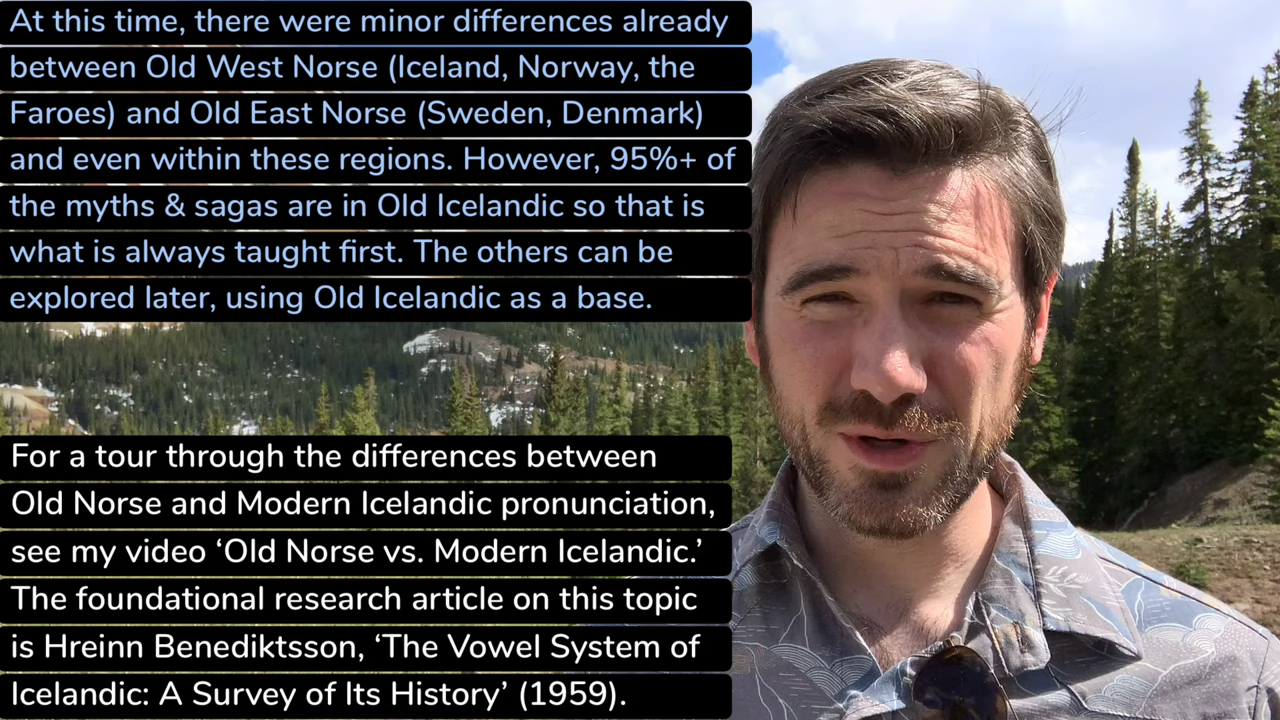 At this time, there were minor differences already
between Old West Norse (Iceland, Norway, the
Faroes) and Old East Norse (Sweden, Denmark)
and even within these regions. However, 95%+ of
the myths & sagas are in Old Icelandic so that is
what is always taught first. The others can be
explored later, using Old Icelandic as a base.
For a tour through the differences between
Old Norse and Modern Icelandic pronunciation,
see my video ‘Old Norse vs. Modern Icelandic.’
The foundational research article on this topic
is Hreinn Benediktsson, ‘The Vowel System of
Icelandic: A Survey of Its History’ (1959).